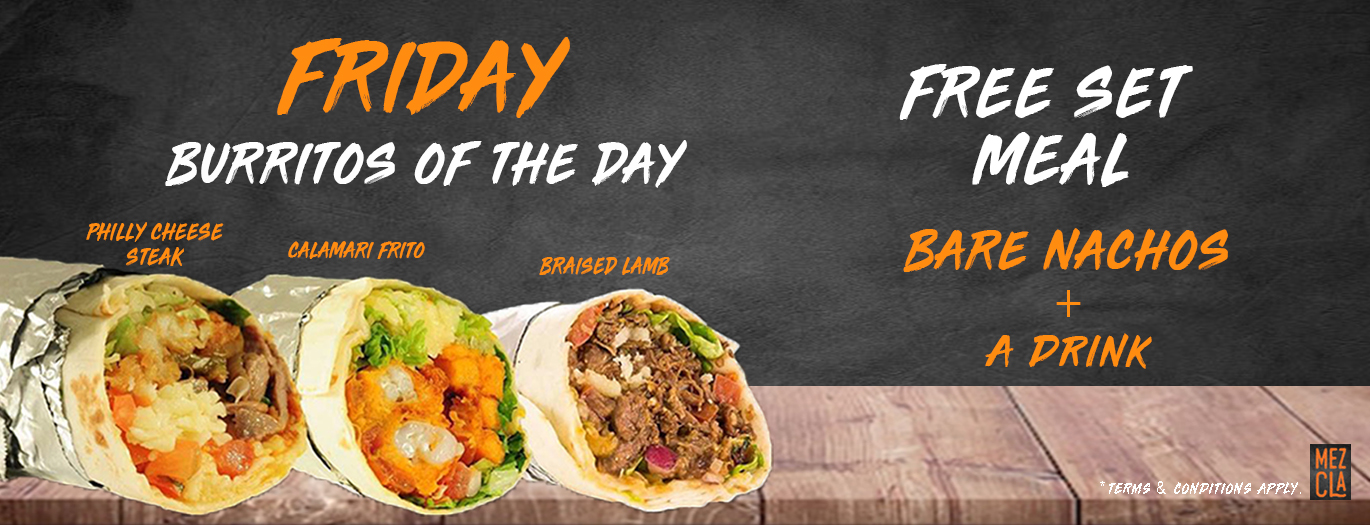 FRIDAY
BURRITOS OF THE DAY
PHILLY CHEESE
STEAK
CALAMARI FRITO
BRAISED LAMB
FREE SET
MEAL
BARE NACHOS
+
A DRINK
*TERMS & CONDITIONS APPLY.
MEZ
CLA